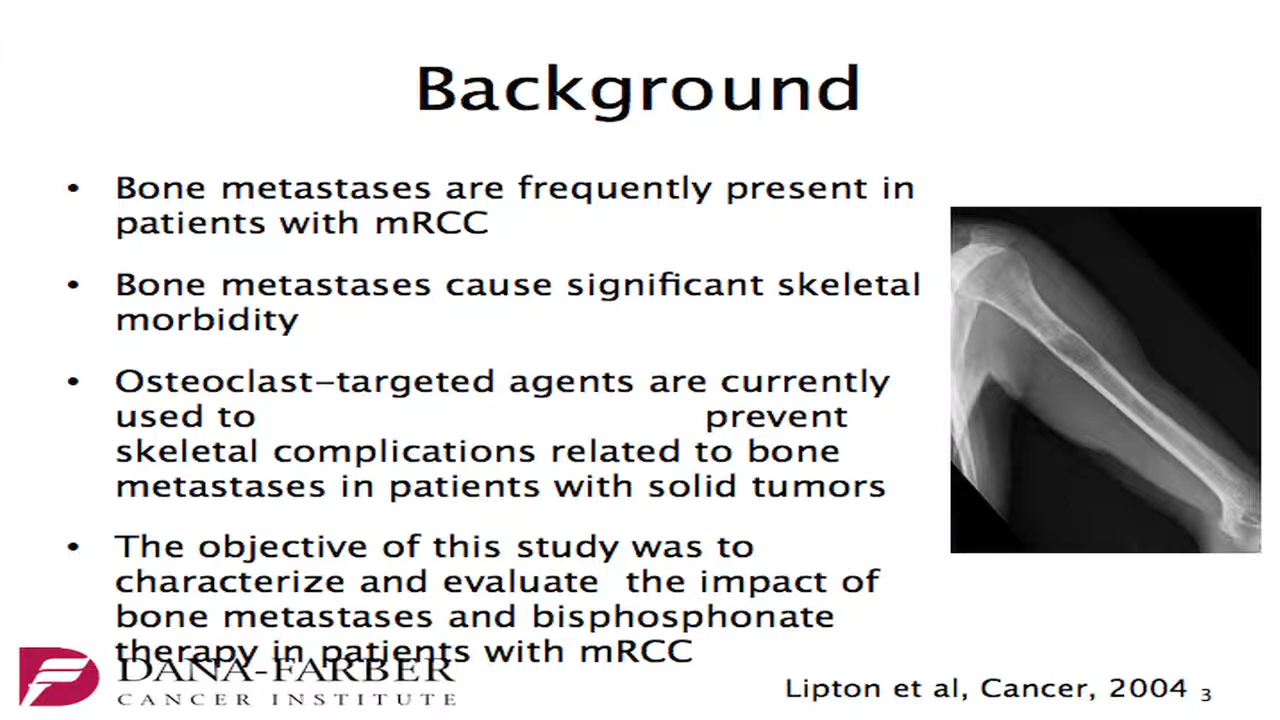 Background
• Bone metastases are frequently present in
patients with mRCC
• Bone metastases cause significant skeletal
morbidity
• Osteoclast-targeted agents are currently
used to prevent
skeletal complications related to bone
metastases in patients with solid tumors
• The objective of this study was to
characterize and evaluate the impact of
bone metastases and bisphosphonate
therapy in patients with mRCC
DANA-FARBER
CANCER INSTITUTE
Lipton et al, Cancer, 2004 3